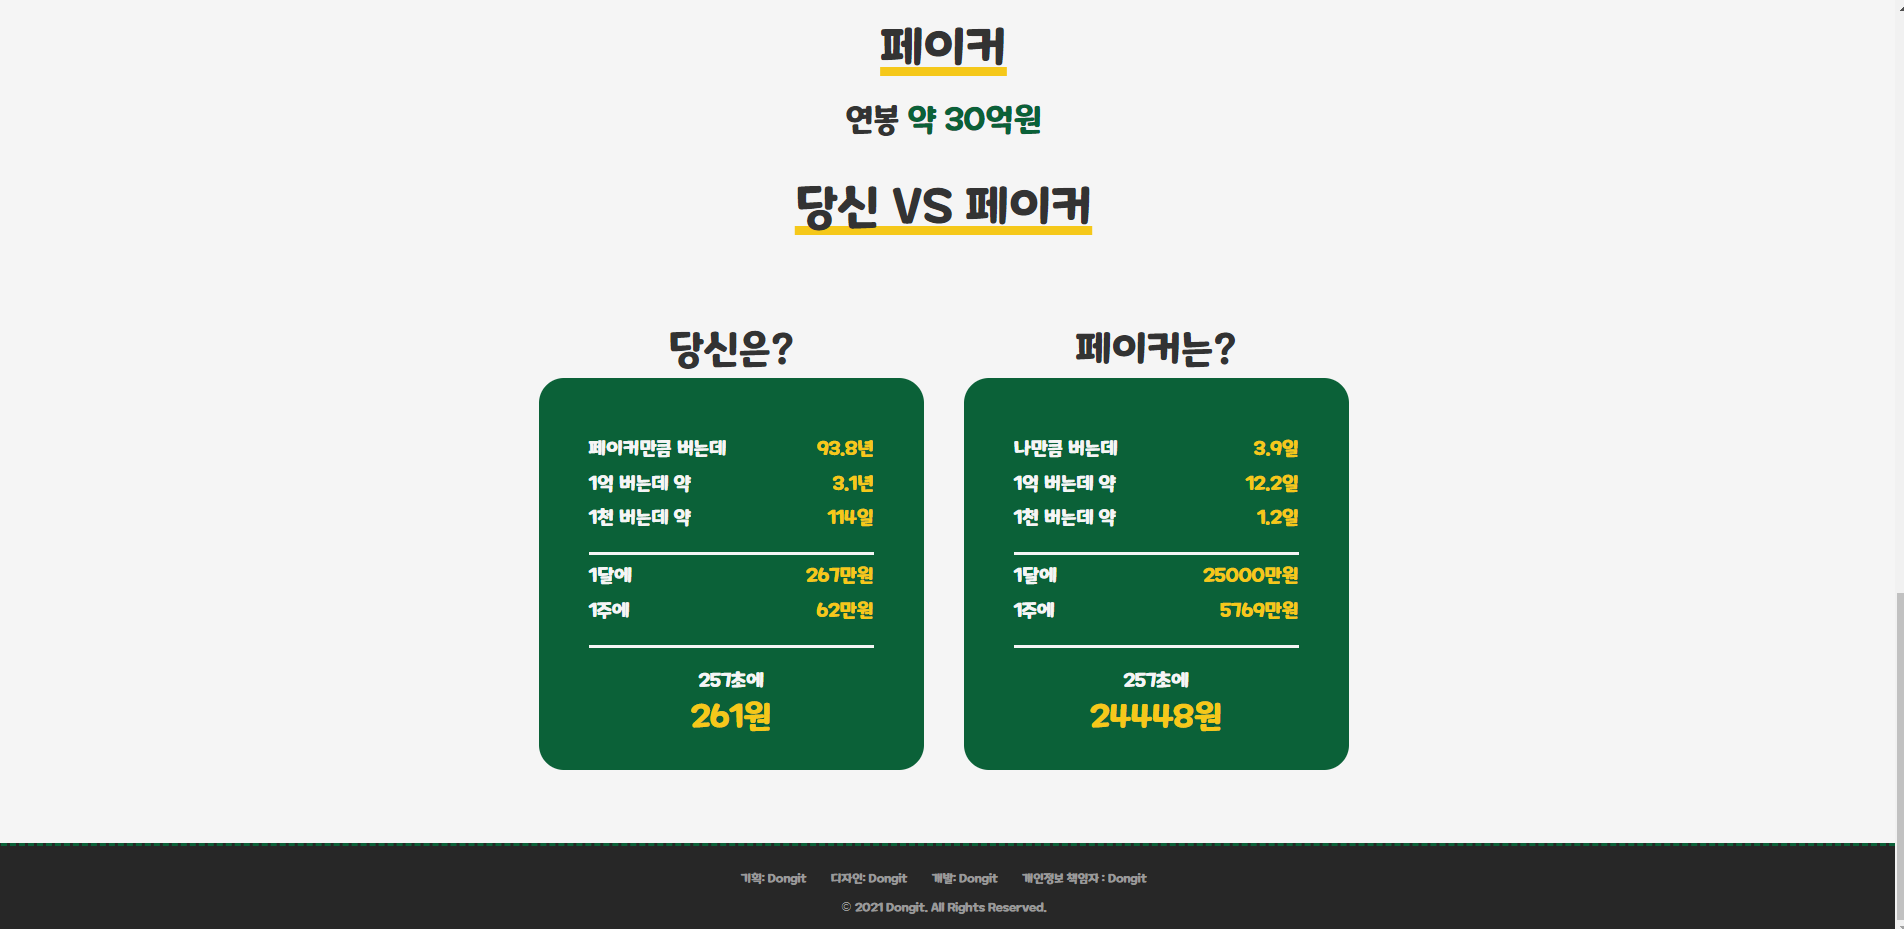 페이커
연봉 약 30억원
당신 VS 페이커
당신은?
페이커만큼 버는데 93.8년
1억 버는데 약 3.1년
1천 버는데 약 114일
1달에 267만원
1주에 62만원
257초에
261원
페이커는?
나만큼 버는데 3.9일
1억 버는데 약 12.2일
1천 버는데 약 1.2일
1달에 25000만원
1주에 5769만원
257초에
24448원
기획: Dongit 디자인: Dongit 개발: Dongit 개인정보 책임자 : Dongit
© 2021 Dongit. All Rights Reserved.